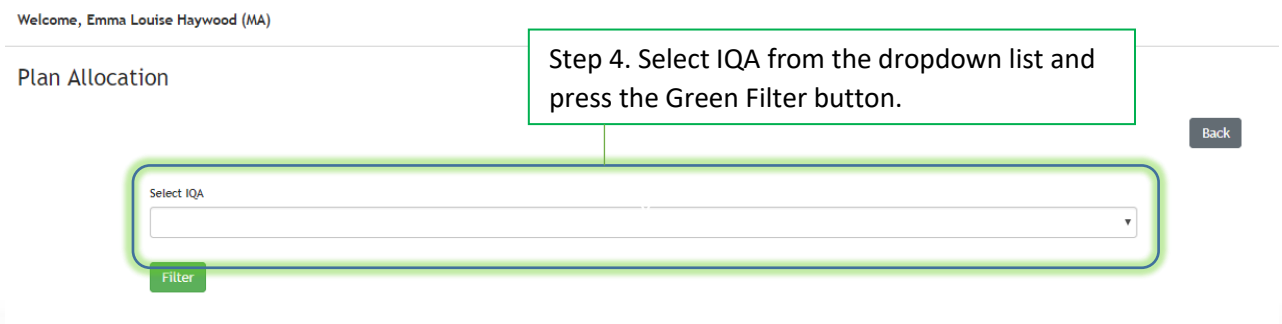 Welcome, Emma Louise Haywood (MA)
Step 4. Select IQA from the dropdown list and
press the Green Filter button.
Plan Allocation
Back
Select IQA
Filter